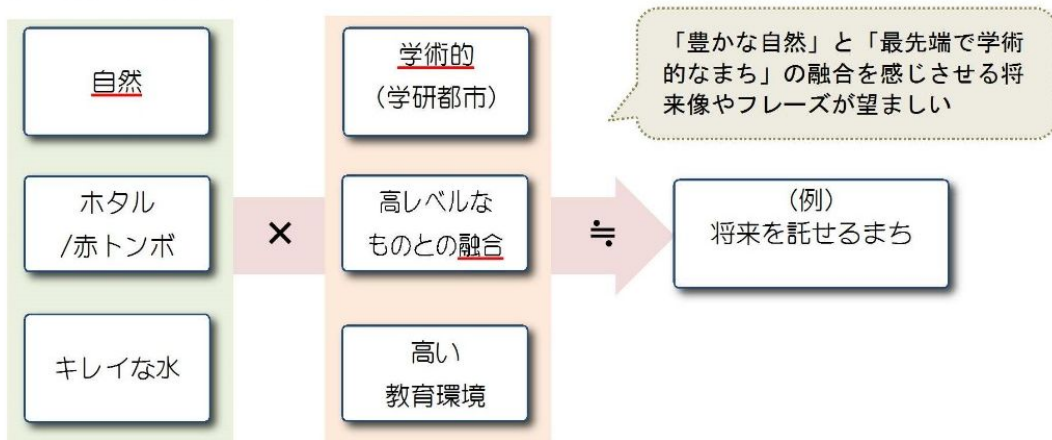 自然
ホタル
/赤トンボ
キレイな水
×
学術的
(学研都市)
高レベルな
ものとの融合
高い
教育環境
≒
「豊かな自然」と「最先端で学術
的なまち」の融合を感じさせる将
来像やフレーズが望ましい
(例)
将来を託せるまち